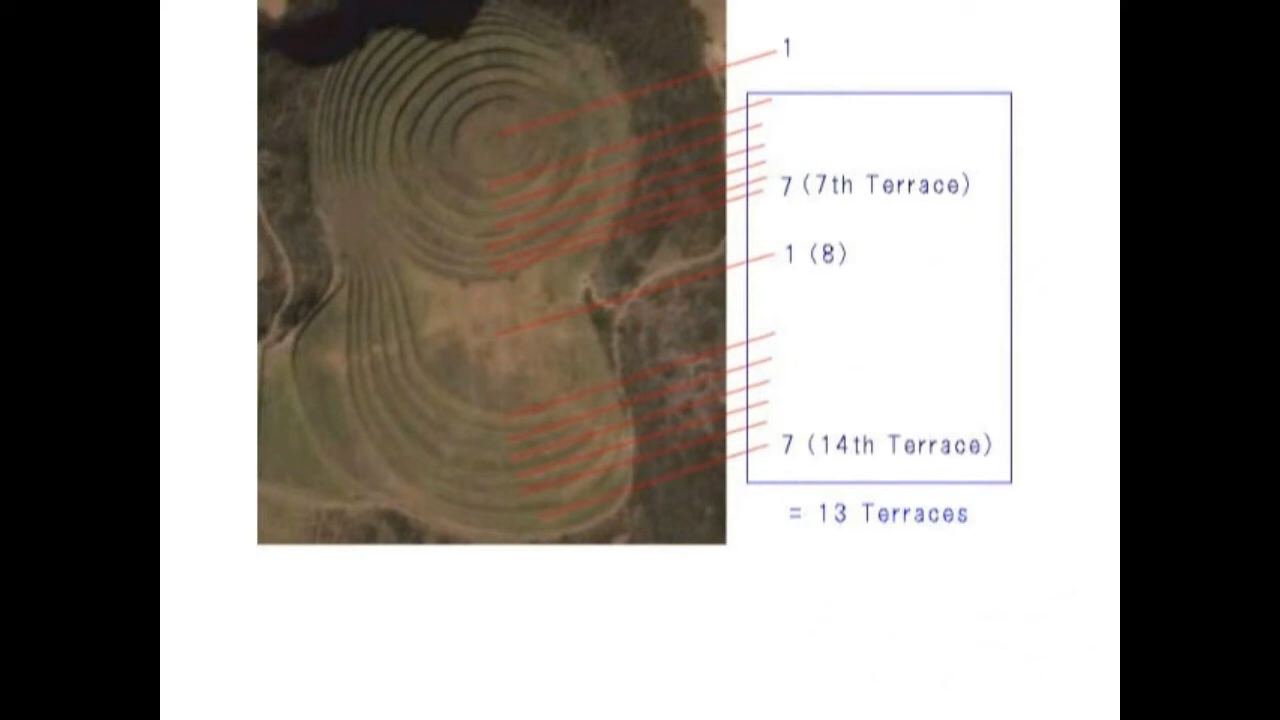 1
7 (7th Terrace)
1 (8)
7 (14th Terrace)
= 13 Terraces